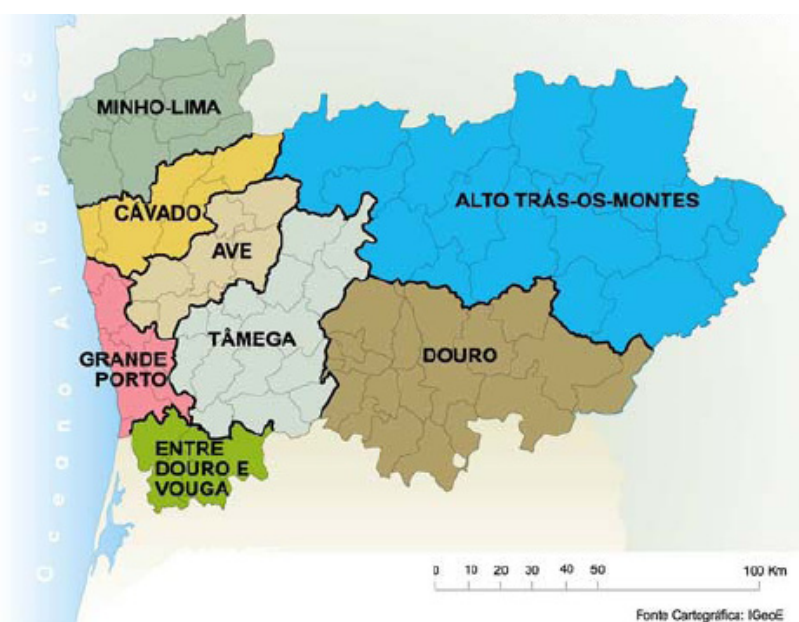 MINHO-LIMA
CÁVADO
AVE
ALTO TRÁS-OS-MONTES
TÂMEGA
DOURO
GRANDE
PORTO
ENTRE
DOURO E
VOUGA
Oceano Atlântico
0 10 20 30 40 50 100 Km
Fonte Cartográfica: IGeoE